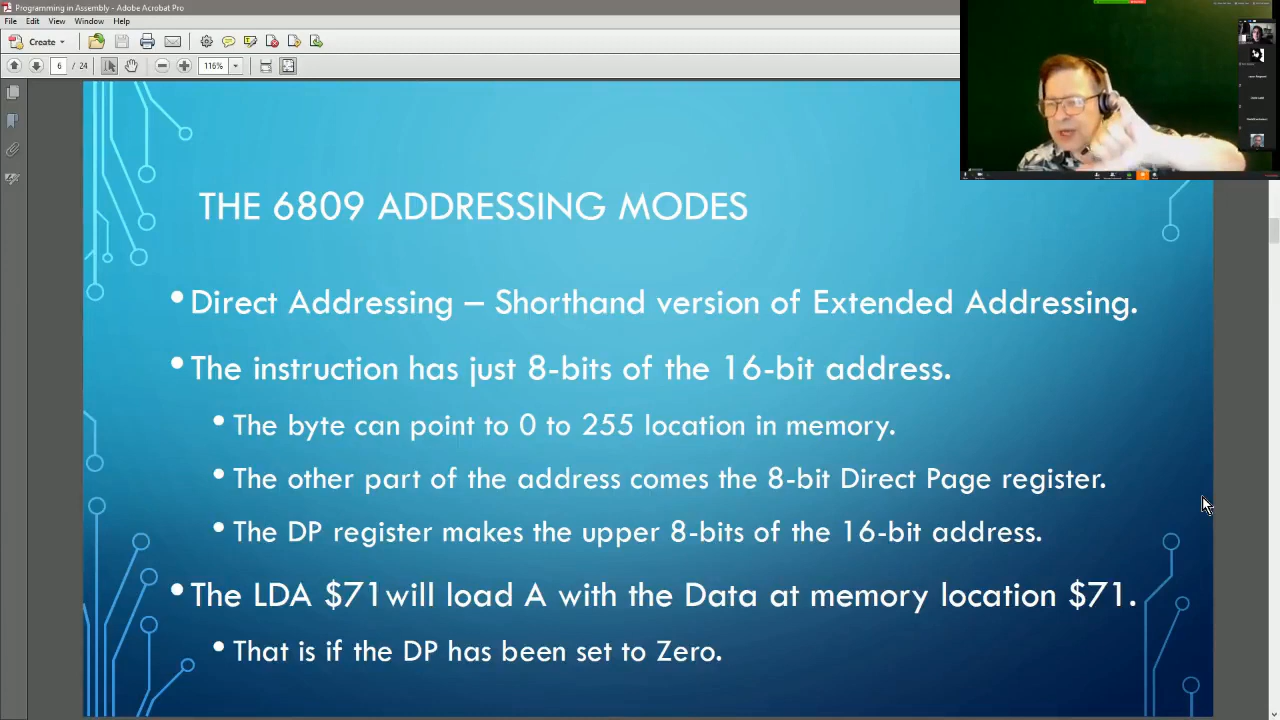 Programming in Assembly - Adobe Acrobat Pro
File Edit View Window Help
Create
6 / 24
116%
THE 6809 ADDRESSING MODES
•Direct Addressing – Shorthand version of Extended Addressing.
•The instruction has just 8-bits of the 16-bit address.
•The byte can point to 0 to 255 location in memory.
•The other part of the address comes the 8-bit Direct Page register.
•The DP register makes the upper 8-bits of the 16-bit address.
•The LDA $71will load A with the Data at memory location $71.
•That is if the DP has been set to Zero.